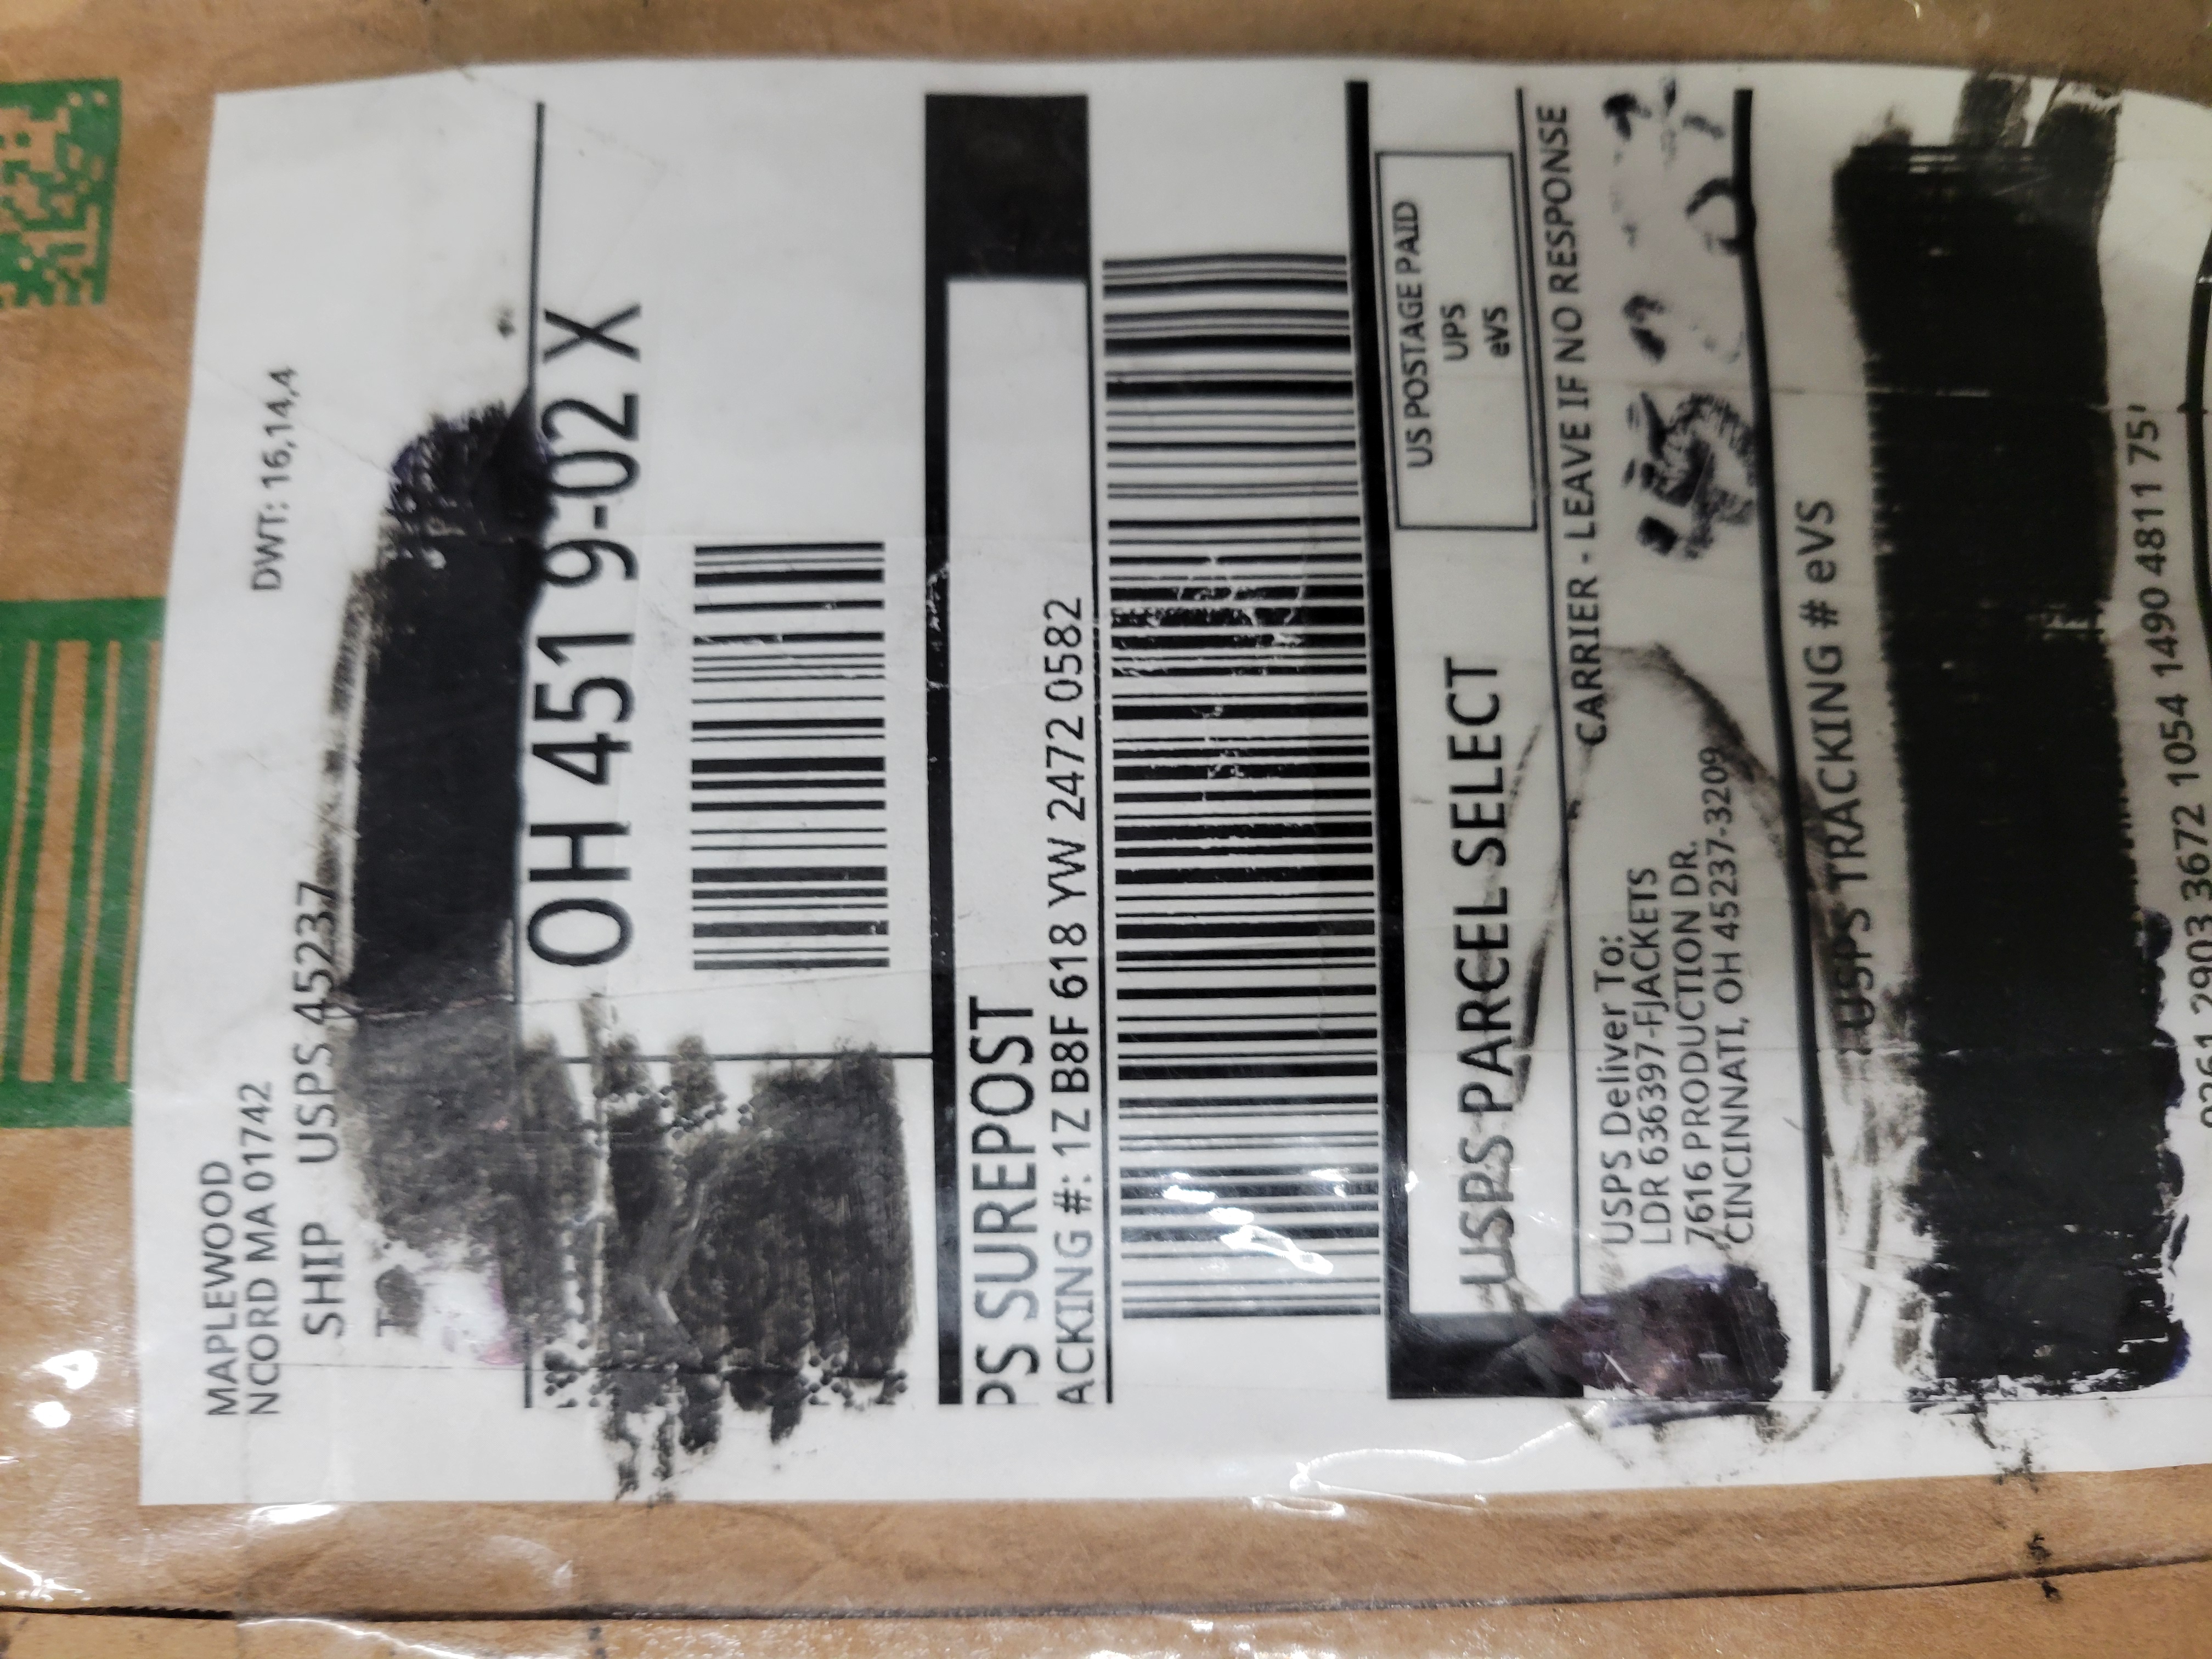 MAPLEWOOD
NCORD MA 01742
DWT: 16,14,4
SHIP USPS 45237
OH 451 9-02 X
PS SUREPOST
ACKING #: 1Z B8F 618 YW 2472 0582
USPS PARCEL SELECT
US POSTAGE PAID
UPS
eVS
CARRIER - LEAVE IF NO RESPONSE
USPS Deliver To:
LDR 636397-FJACKETS
7616 PRODUCTION DR.
CINCINNATI, OH 45237-3209
USPS TRACKING # eVS
3672 1054 1490 4811 75